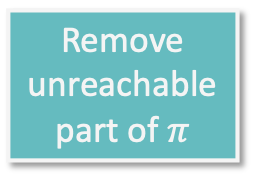 Remove
unreachable
part of π